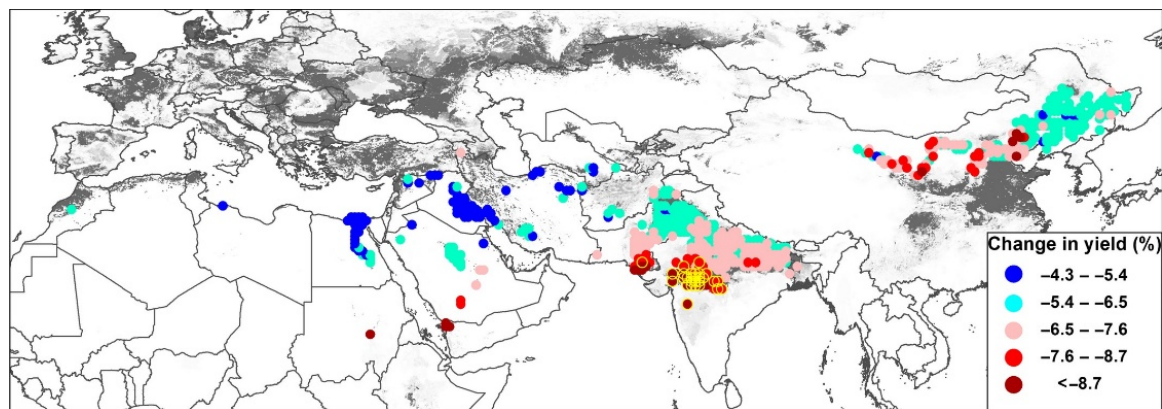 Change in yield (%)
−4.3 – −5.4
−5.4 – −6.5
−6.5 – −7.6
−7.6 – −8.7
<−8.7